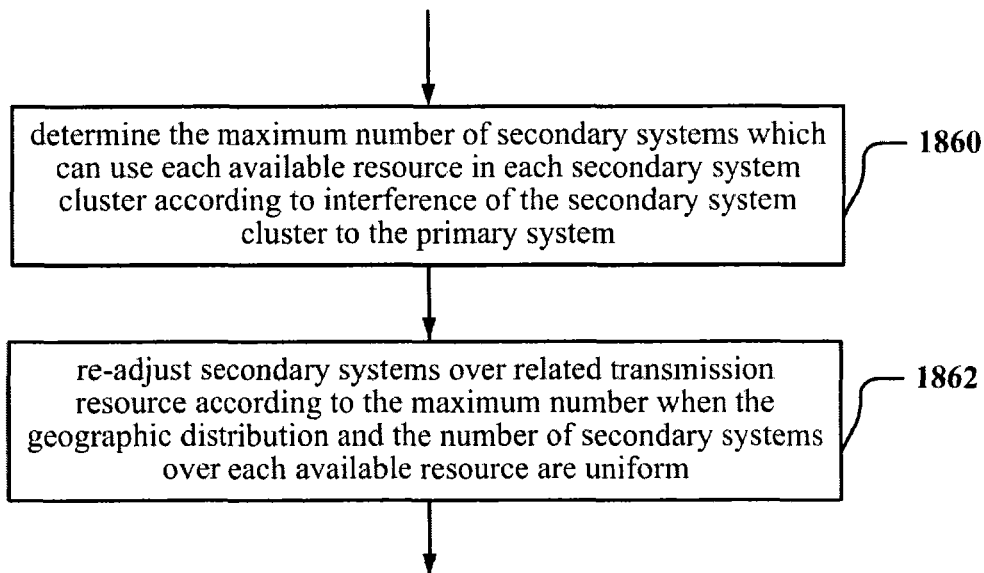 determine the maximum number of secondary systems which
can use each available resource in each secondary system
cluster according to interference of the secondary system
cluster to the primary system
1860
re-adjust secondary systems over related transmission
resource according to the maximum number when the
geographic distribution and the number of secondary systems
over each available resource are uniform
1862